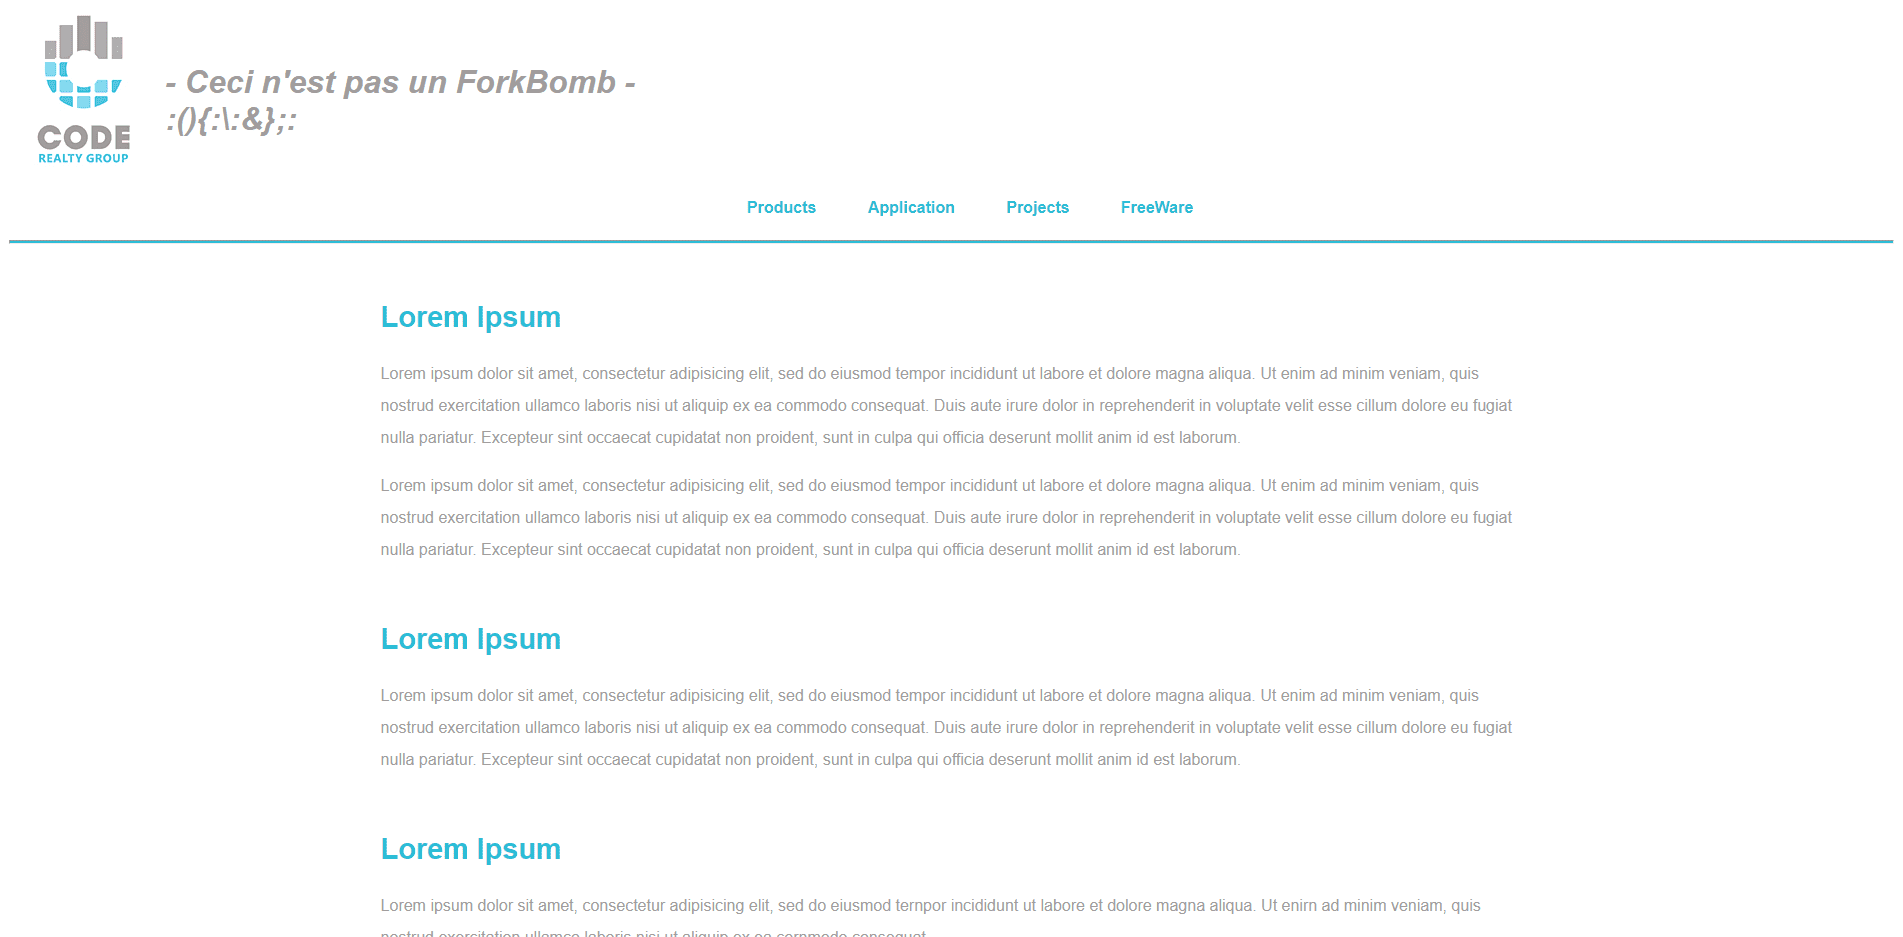 CODE
REALTY GROUP
- Ceci n'est pas un ForkBomb -
:(){:\:&};:
Products Application Projects FreeWare
Lorem Ipsum
Lorem ipsum dolor sit amet, consectetur adipisicing elit, sed do eiusmod tempor incididunt ut labore et dolore magna aliqua. Ut enim ad minim veniam, quis
nostrud exercitation ullamco laboris nisi ut aliquip ex ea commodo consequat. Duis aute irure dolor in reprehenderit in voluptate velit esse cillum dolore eu fugiat
nulla pariatur. Excepteur sint occaecat cupidatat non proident, sunt in culpa qui officia deserunt mollit anim id est laborum.
Lorem ipsum dolor sit amet, consectetur adipisicing elit, sed do eiusmod tempor incididunt ut labore et dolore magna aliqua. Ut enim ad minim veniam, quis
nostrud exercitation ullamco laboris nisi ut aliquip ex ea commodo consequat. Duis aute irure dolor in reprehenderit in voluptate velit esse cillum dolore eu fugiat
nulla pariatur. Excepteur sint occaecat cupidatat non proident, sunt in culpa qui officia deserunt mollit anim id est laborum.
Lorem Ipsum
Lorem ipsum dolor sit amet, consectetur adipisicing elit, sed do eiusmod tempor incididunt ut labore et dolore magna aliqua. Ut enim ad minim veniam, quis
nostrud exercitation ullamco laboris nisi ut aliquip ex ea commodo consequat. Duis aute irure dolor in reprehenderit in voluptate velit esse cillum dolore eu fugiat
nulla pariatur. Excepteur sint occaecat cupidatat non proident, sunt in culpa qui officia deserunt mollit anim id est laborum.
Lorem Ipsum
Lorem ipsum dolor sit amet, consectetur adipisicing elit, sed do eiusmod ternpor incididunt ut labore et dolore magna aliqua. Ut enirn ad minim veniam, quis
nostrud exercitation ullamco laboris nisi ut aliquip ex ea cornmodo consequat.